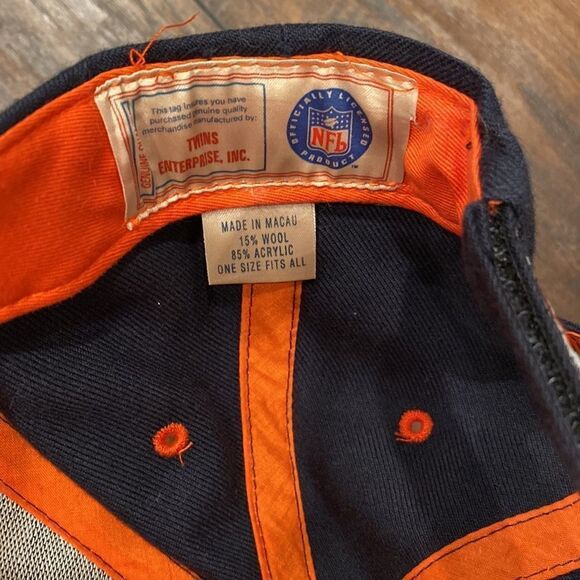 This tag insures you have
purchased genuine quality
merchandise manufactured by:
TWINS
ENTERPRISE, INC.
OFFICIALLY LICENSED
NFL
PRODUCT
MADE IN MACAU
15% WOOL
85% ACRYLIC
ONE SIZE FITS ALL